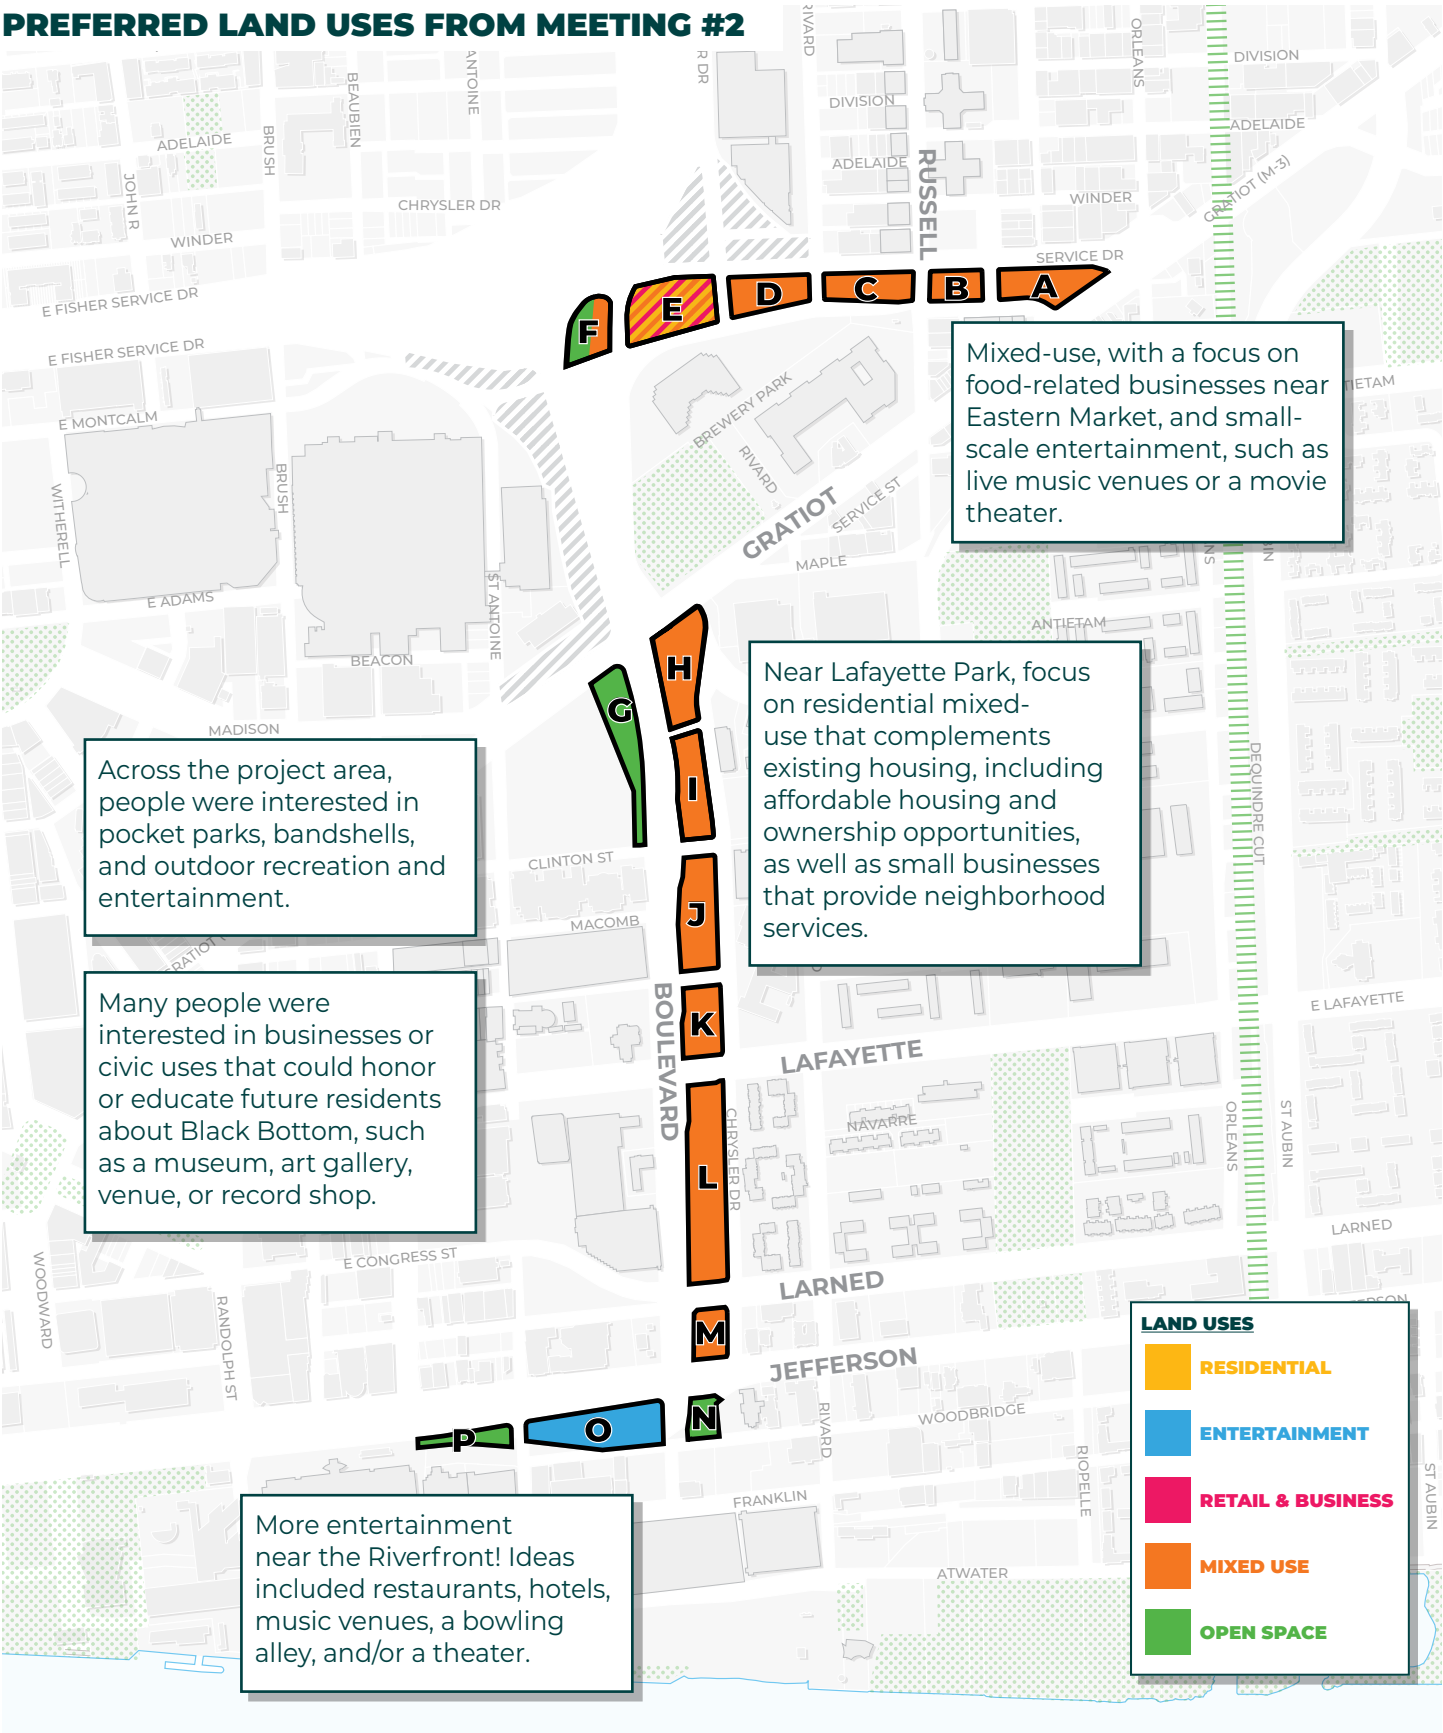 PREFERRED LAND USES FROM MEETING #2
RIVARD
ORLEANS
DIVISION
ANTOINE
R DR
BEAUBIEN
DIVISION
ADELAIDE
ADELAIDE
BRUSH
ADELAIDE
RUSSELL
GRATIOT (M-3)
JOHN R
WINDER
CHRYSLER DR
WINDER
SERVICE DR
E FISHER SERVICE DR
A
B
C
D
E
F
E FISHER SERVICE DR
Mixed-use, with a focus on
food-related businesses near
Eastern Market, and small-
scale entertainment, such as
live music venues or a movie
theater.
TIETAM
BREWERY PARK
E MONTCALM
RIVARD
BRUSH
WITHERELL
GRATIOT
SERVICE ST
MAPLE
NS
BIN
E ADAMS
ST ANTOINE
ANTIETAM
BEACON
H
G
Near Lafayette Park, focus
on residential mixed-
use that complements
existing housing, including
affordable housing and
ownership opportunities,
as well as small businesses
that provide neighborhood
services.
MADISON
Across the project area,
people were interested in
pocket parks, bandshells,
and outdoor recreation and
entertainment.
I
DEQUINDRE CUT
CLINTON ST
J
MACOMB
RATIOT (
Many people were
interested in businesses or
civic uses that could honor
or educate future residents
about Black Bottom, such
as a museum, art gallery,
venue, or record shop.
BOULEVARD
K
E LAFAYETTE
LAFAYETTE
CHRYSLER DR
NAVARRE
ORLEANS
ST AUBIN
L
LARNED
E CONGRESS ST
WOODWARD
RANDOLPH ST
LARNED
ERSON
M
JEFFERSON
N
O
P
RIVARD
WOODBRIDGE
RIOPELLE
ST AUBIN
FRANKLIN
ATWATER
More entertainment
near the Riverfront! Ideas
included restaurants, hotels,
music venues, a bowling
alley, and/or a theater.
LAND USES
RESIDENTIAL
ENTERTAINMENT
RETAIL & BUSINESS
MIXED USE
OPEN SPACE